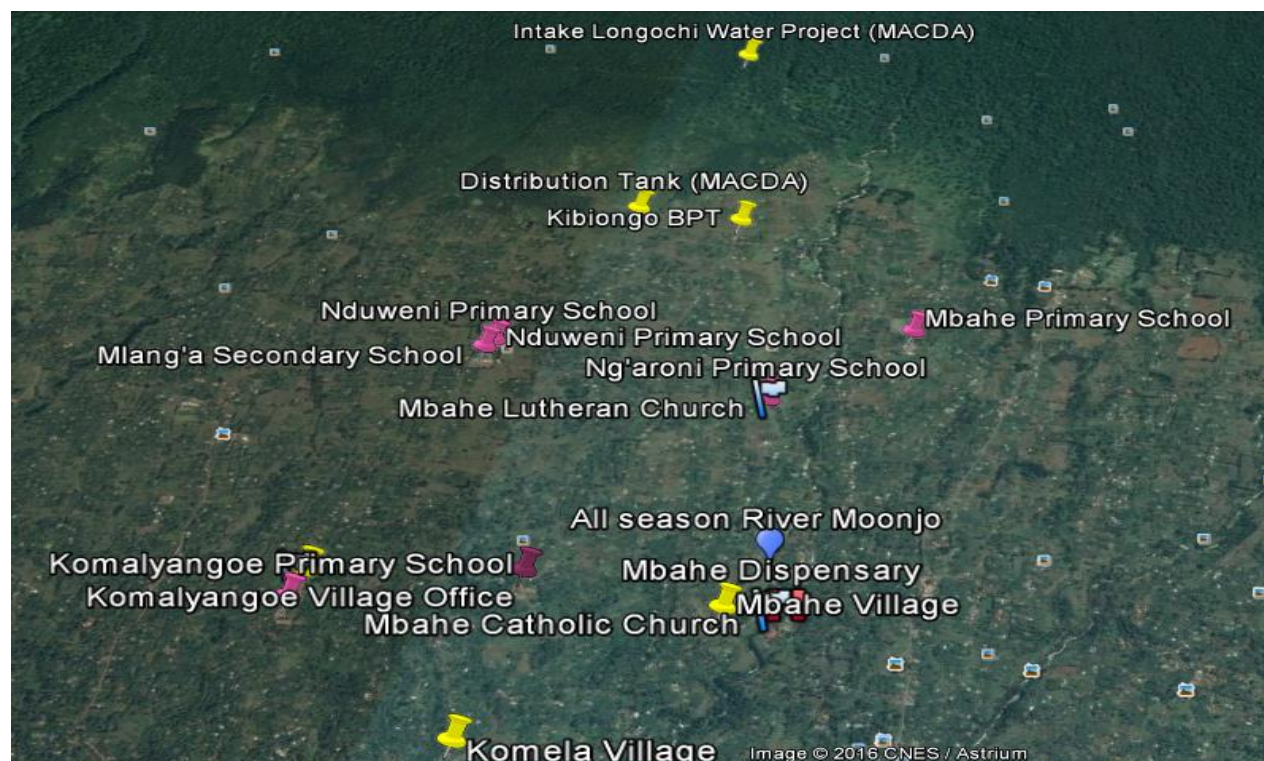 Intake Longochi Water Project (MACDA)
Distribution Tank (MACDA)
Kibiongo BPT
Nduweni Primary School
Mbahe Primary School
Nduweni Primary School
Mlang'a Secondary School
Ng'aroni Primary School
Mbahe Lutheran Church
All season River Moonjo
Komalyangoe Primary School
Mbahe Dispensary
Komalyangoe Village Office
Mbahe Village
Mbahe Catholic Church
Komela Village
Image © 2016 CNES / Astrium